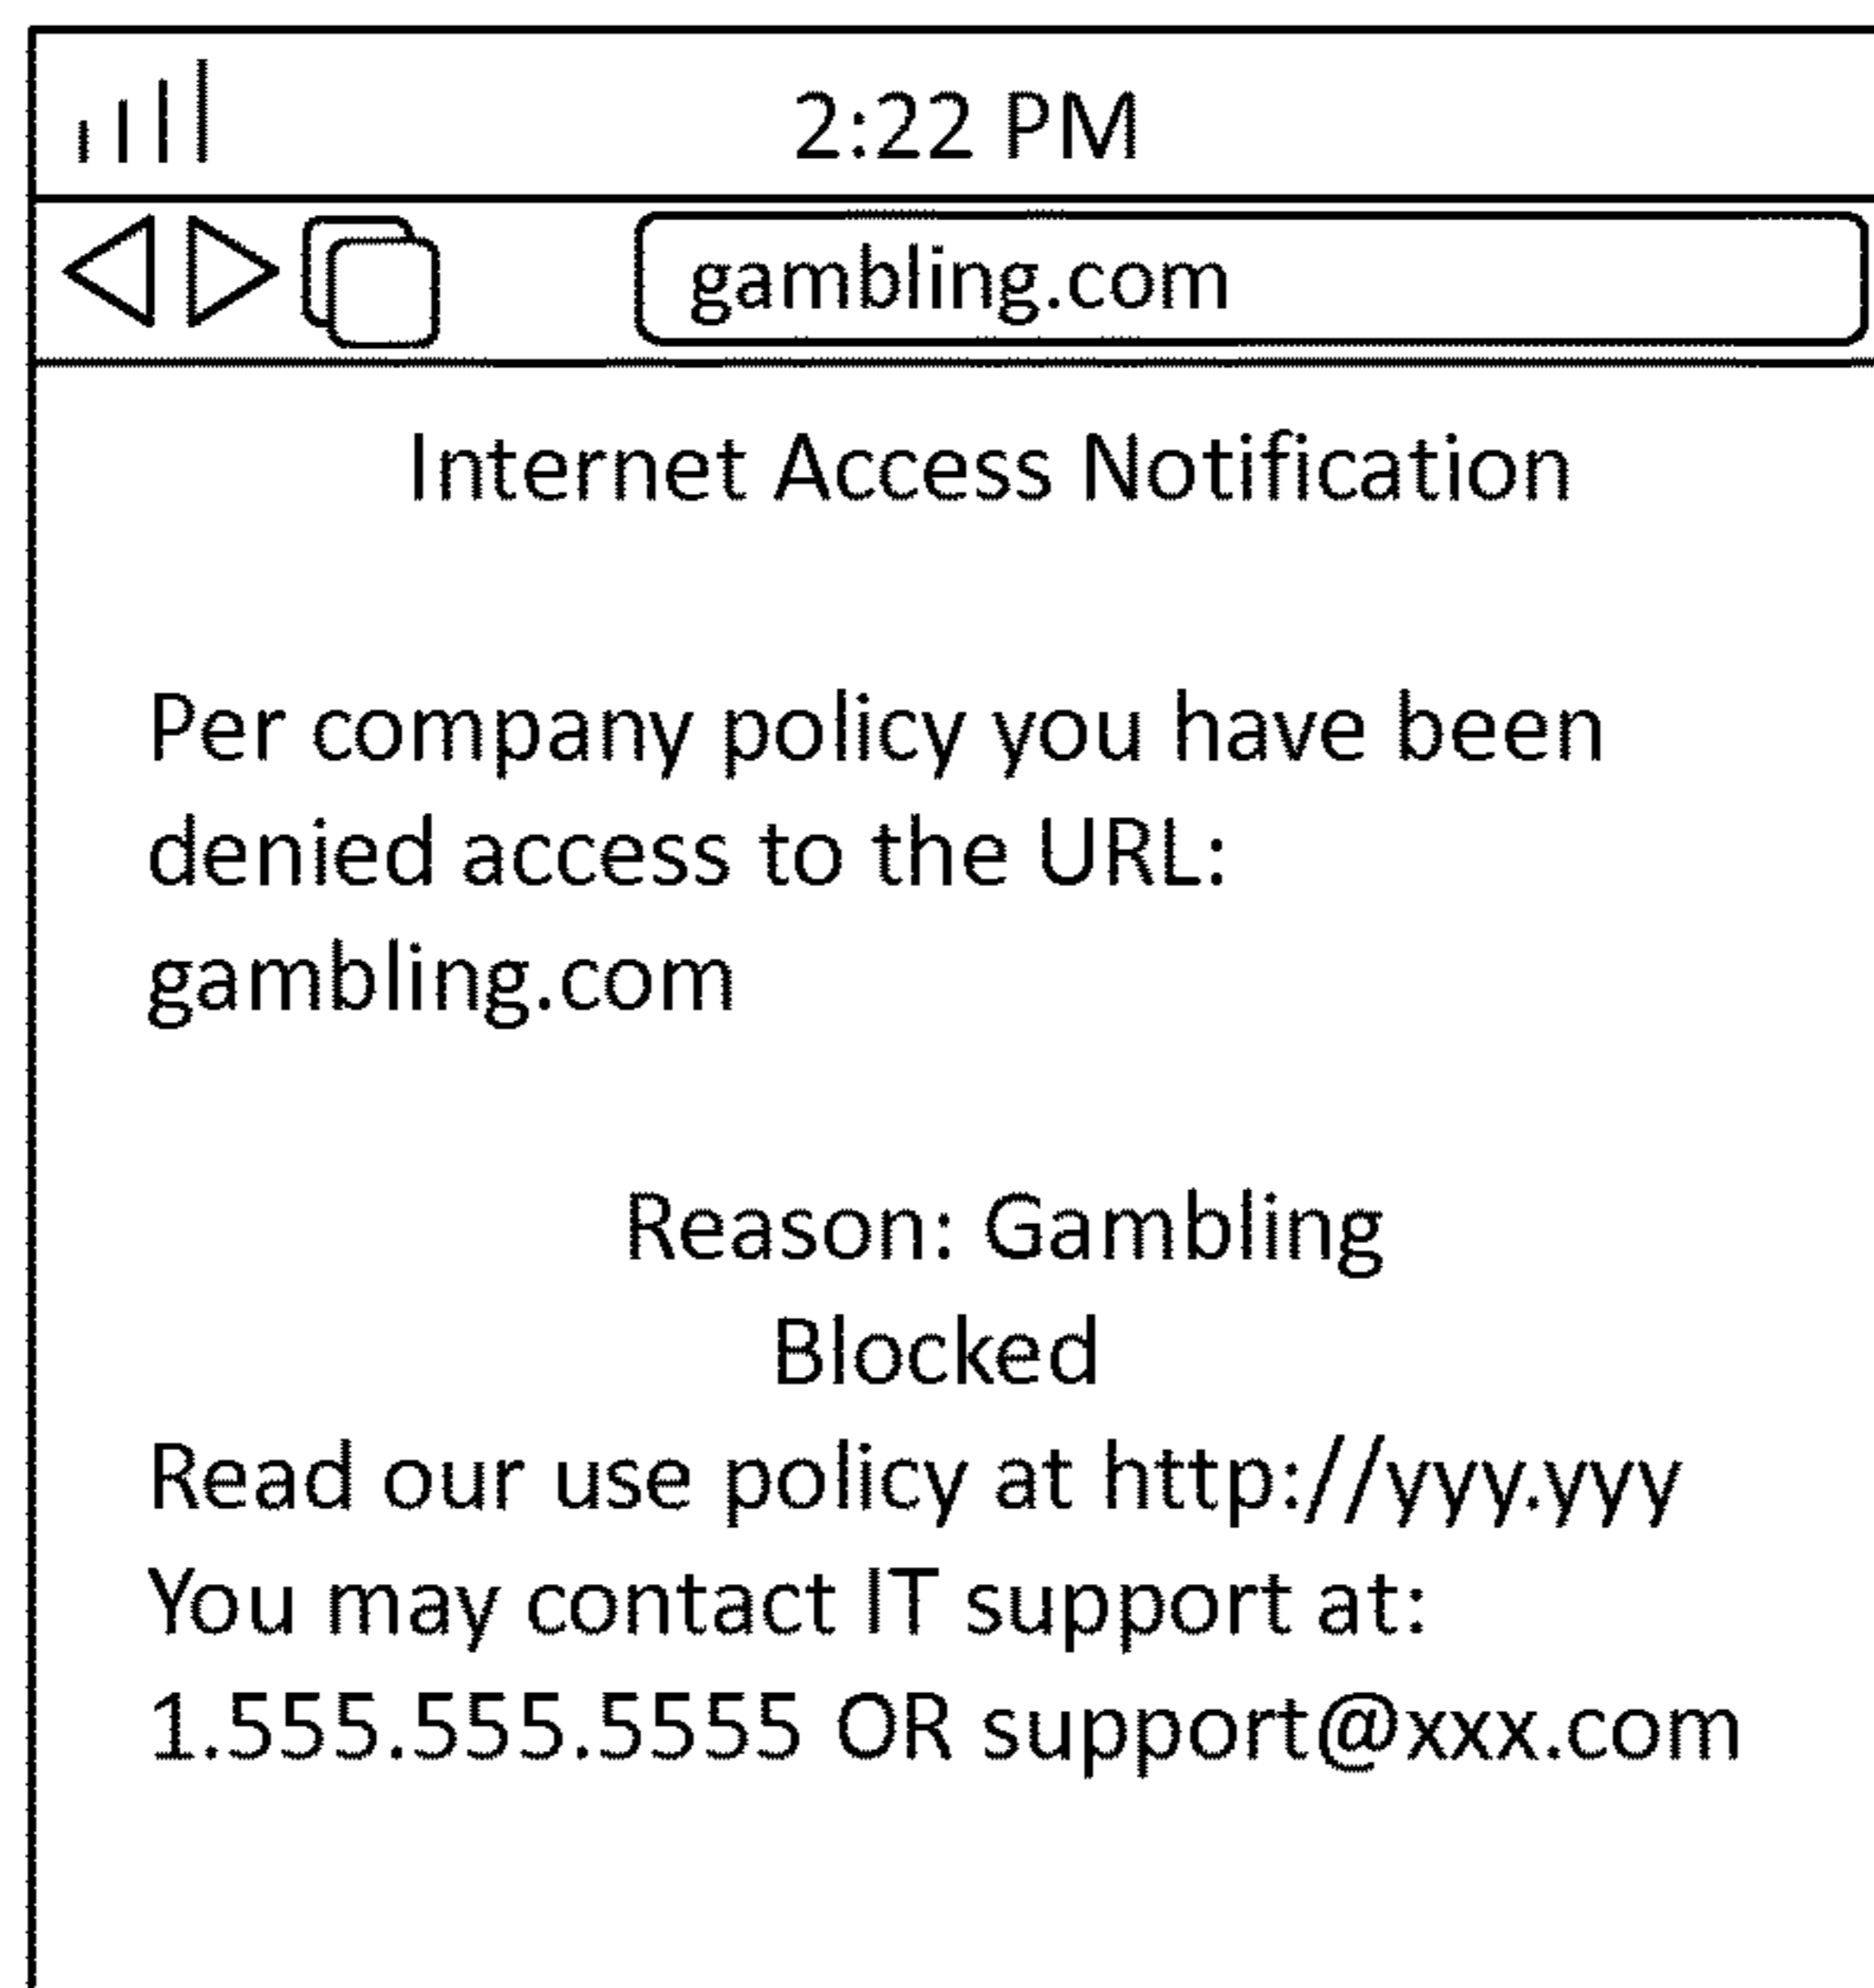 2:22 PM
gambling.com
Internet Access Notification
Per company policy you have been
denied access to the URL:
gambling.com
Reason: Gambling
Blocked
Read our use policy at http://yyy.yyy
You may contact IT support at:
1.555.555.5555 OR support@xxx.com